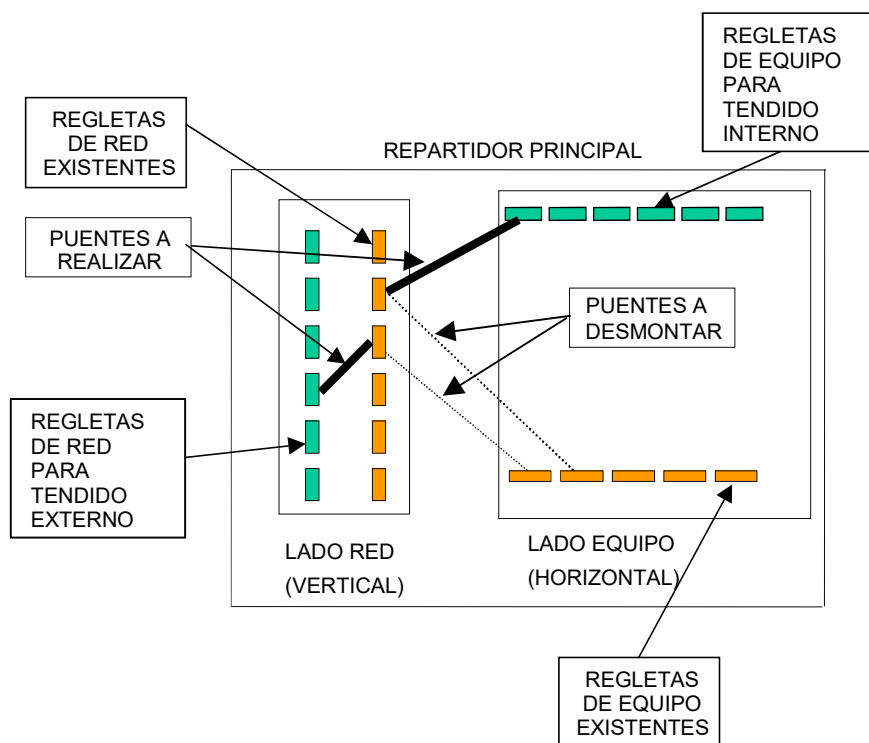 REGLETAS
DE EQUIPO
PARA
TENDIDO
INTERNO
REGLETAS
DE RED
EXISTENTES
REPARTIDOR PRINCIPAL
PUENTES A
REALIZAR
PUENTES A
DESMONTAR
REGLETAS
DE RED
PARA
TENDIDO
EXTERNO
LADO RED
(VERTICAL)
LADO EQUIPO
(HORIZONTAL)
REGLETAS
DE EQUIPO
EXISTENTES